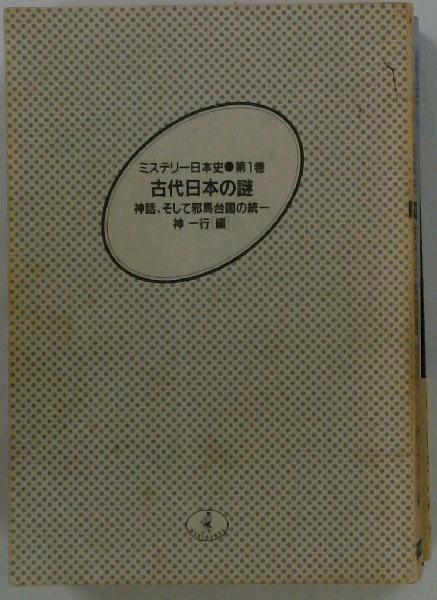 ミステリー日本史●第1巻
古代日本の謎
神話、そして邪馬台国の統一
神 一行[編]